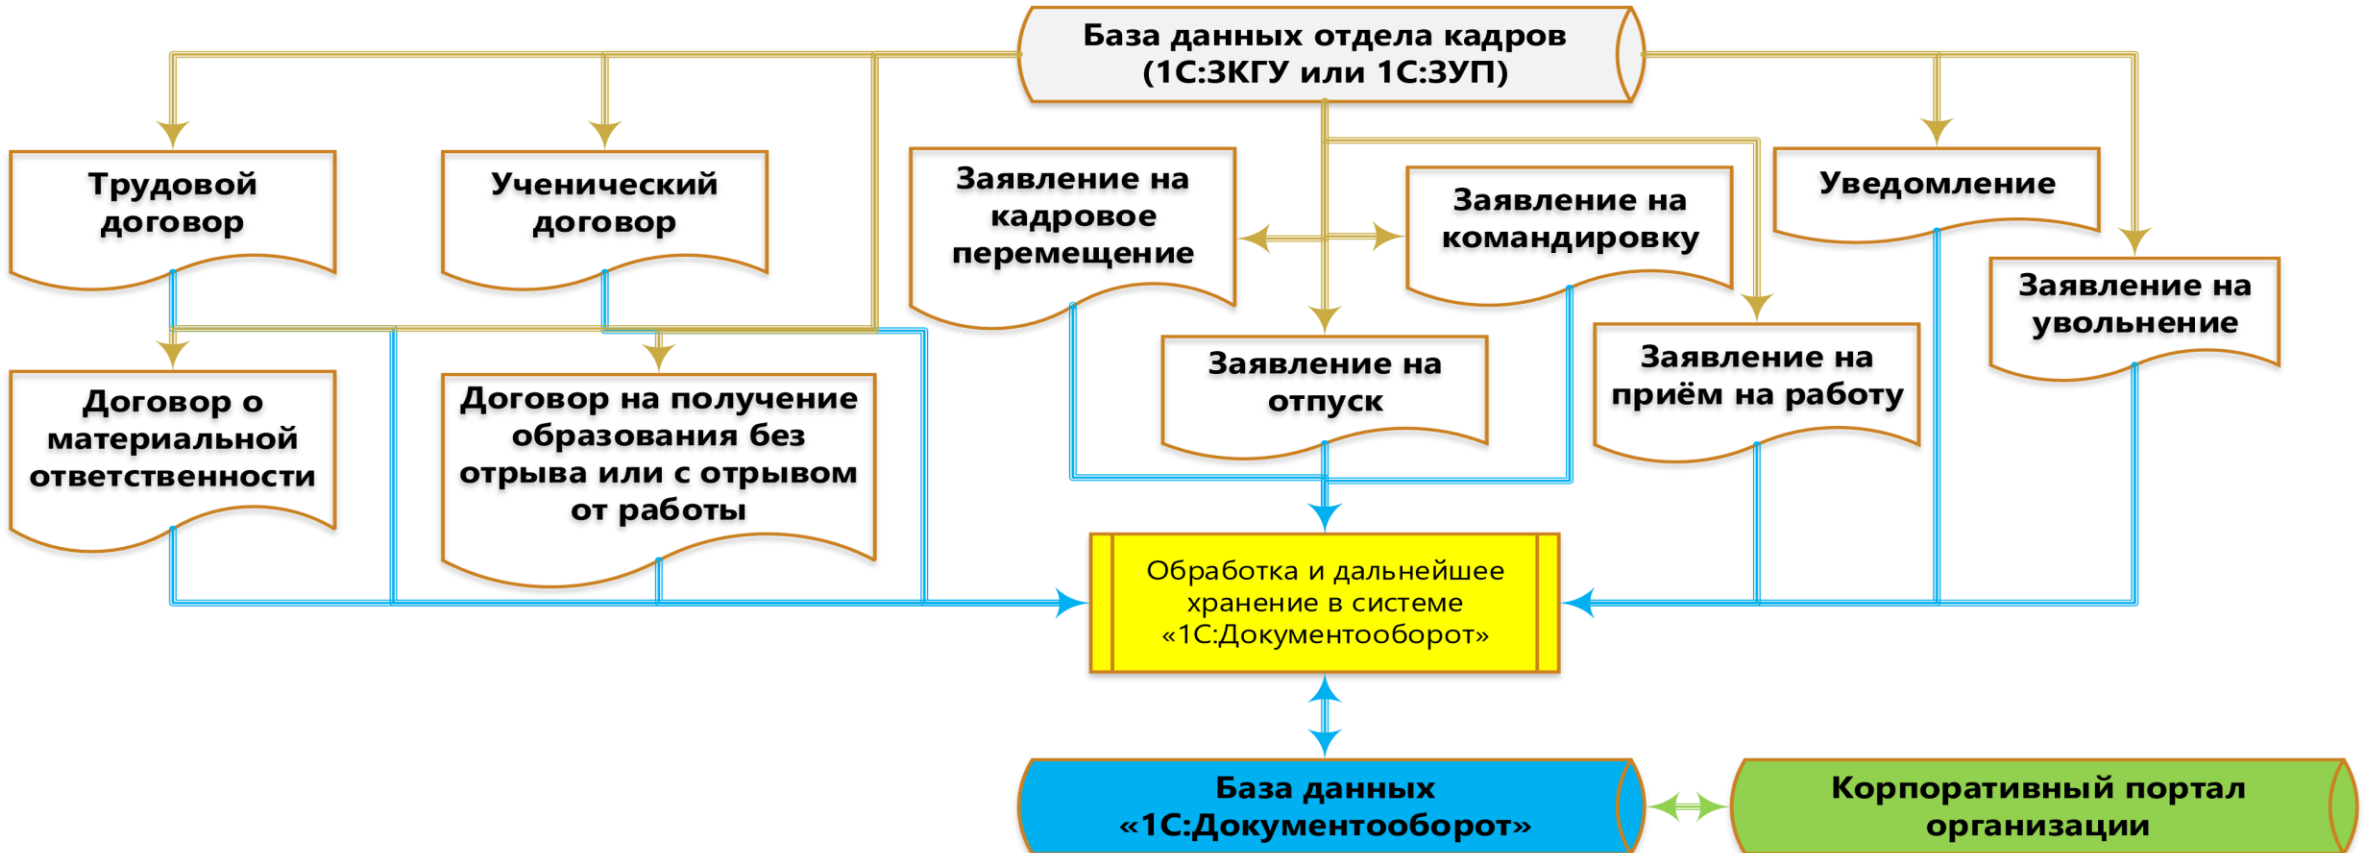 База данных отдела кадров
(1С:ЗКГУ или 1С:ЗУП)
Трудовой
договор
Ученический
договор
Заявление на
кадровое
перемещение
Заявление на
командировку
Уведомление
Заявление на
увольнение
Договор о
материальной
ответственности
Договор на получение
образования без
отрыва или с отрывом
от работы
Заявление на
отпуск
Заявление на
приём на работу
Обработка и дальнейшее
хранение в системе
«1С:Документооборот»
База данных
«1С:Документооборот»
Корпоративный портал
организации